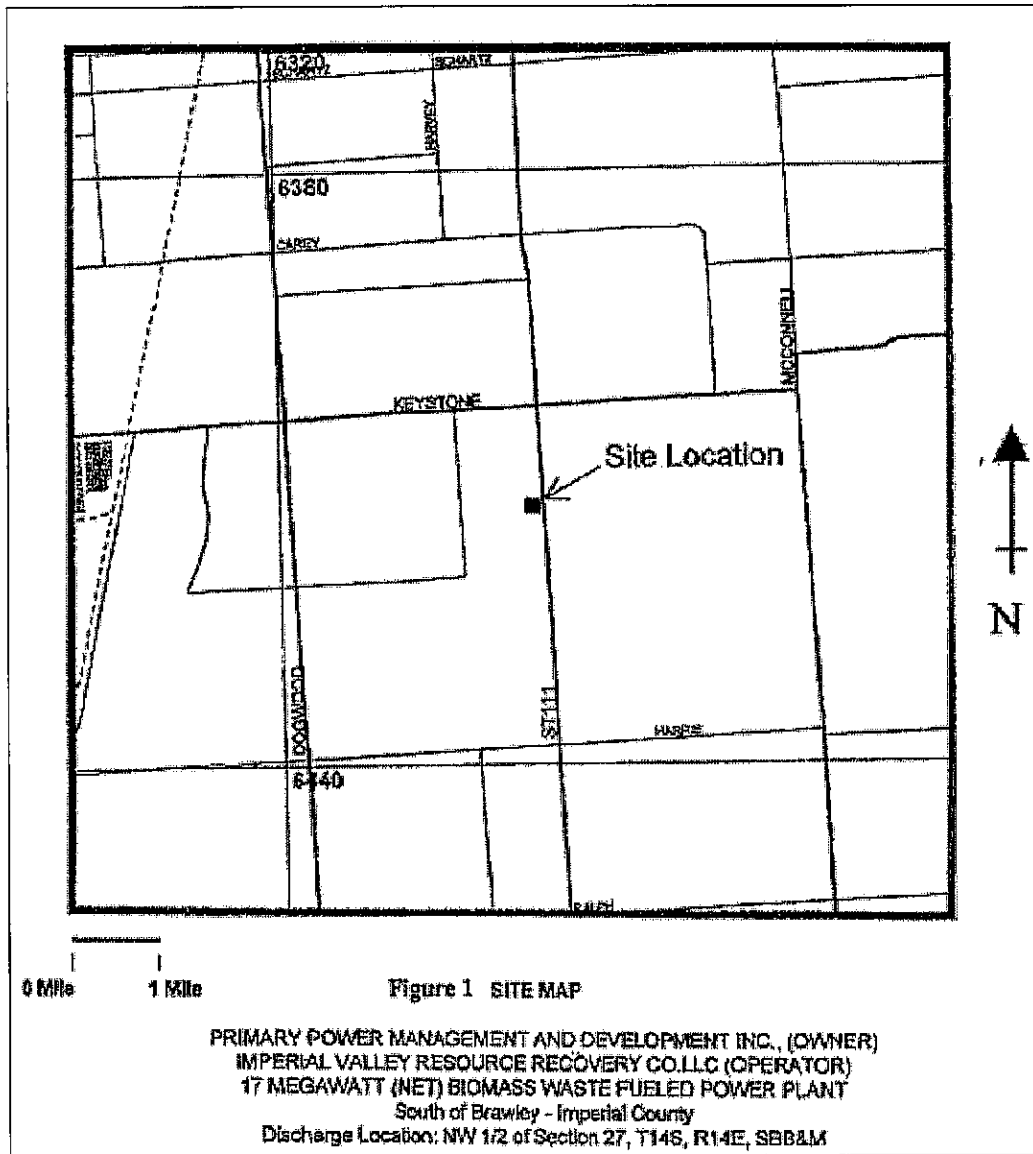 6320
SCHARTZ
SCHARTZ
HARVEY
6380
CAREY
MCCONNELL
KEYSTONE
Site Location
N
DOGWOOD
ST111
HARRIS
6440
RALPH
0 Mile
1 Mile
Figure 1 SITE MAP
PRIMARY POWER MANAGEMENT AND DEVELOPMENT INC., (OWNER)
IMPERIAL VALLEY RESOURCE RECOVERY CO.LLC (OPERATOR)
17 MEGAWATT (NET) BIOMASS WASTE FUELED POWER PLANT
South of Brawley - Imperial County
Discharge Location: NW 1/2 of Section 27, T14S, R14E, SBB&M